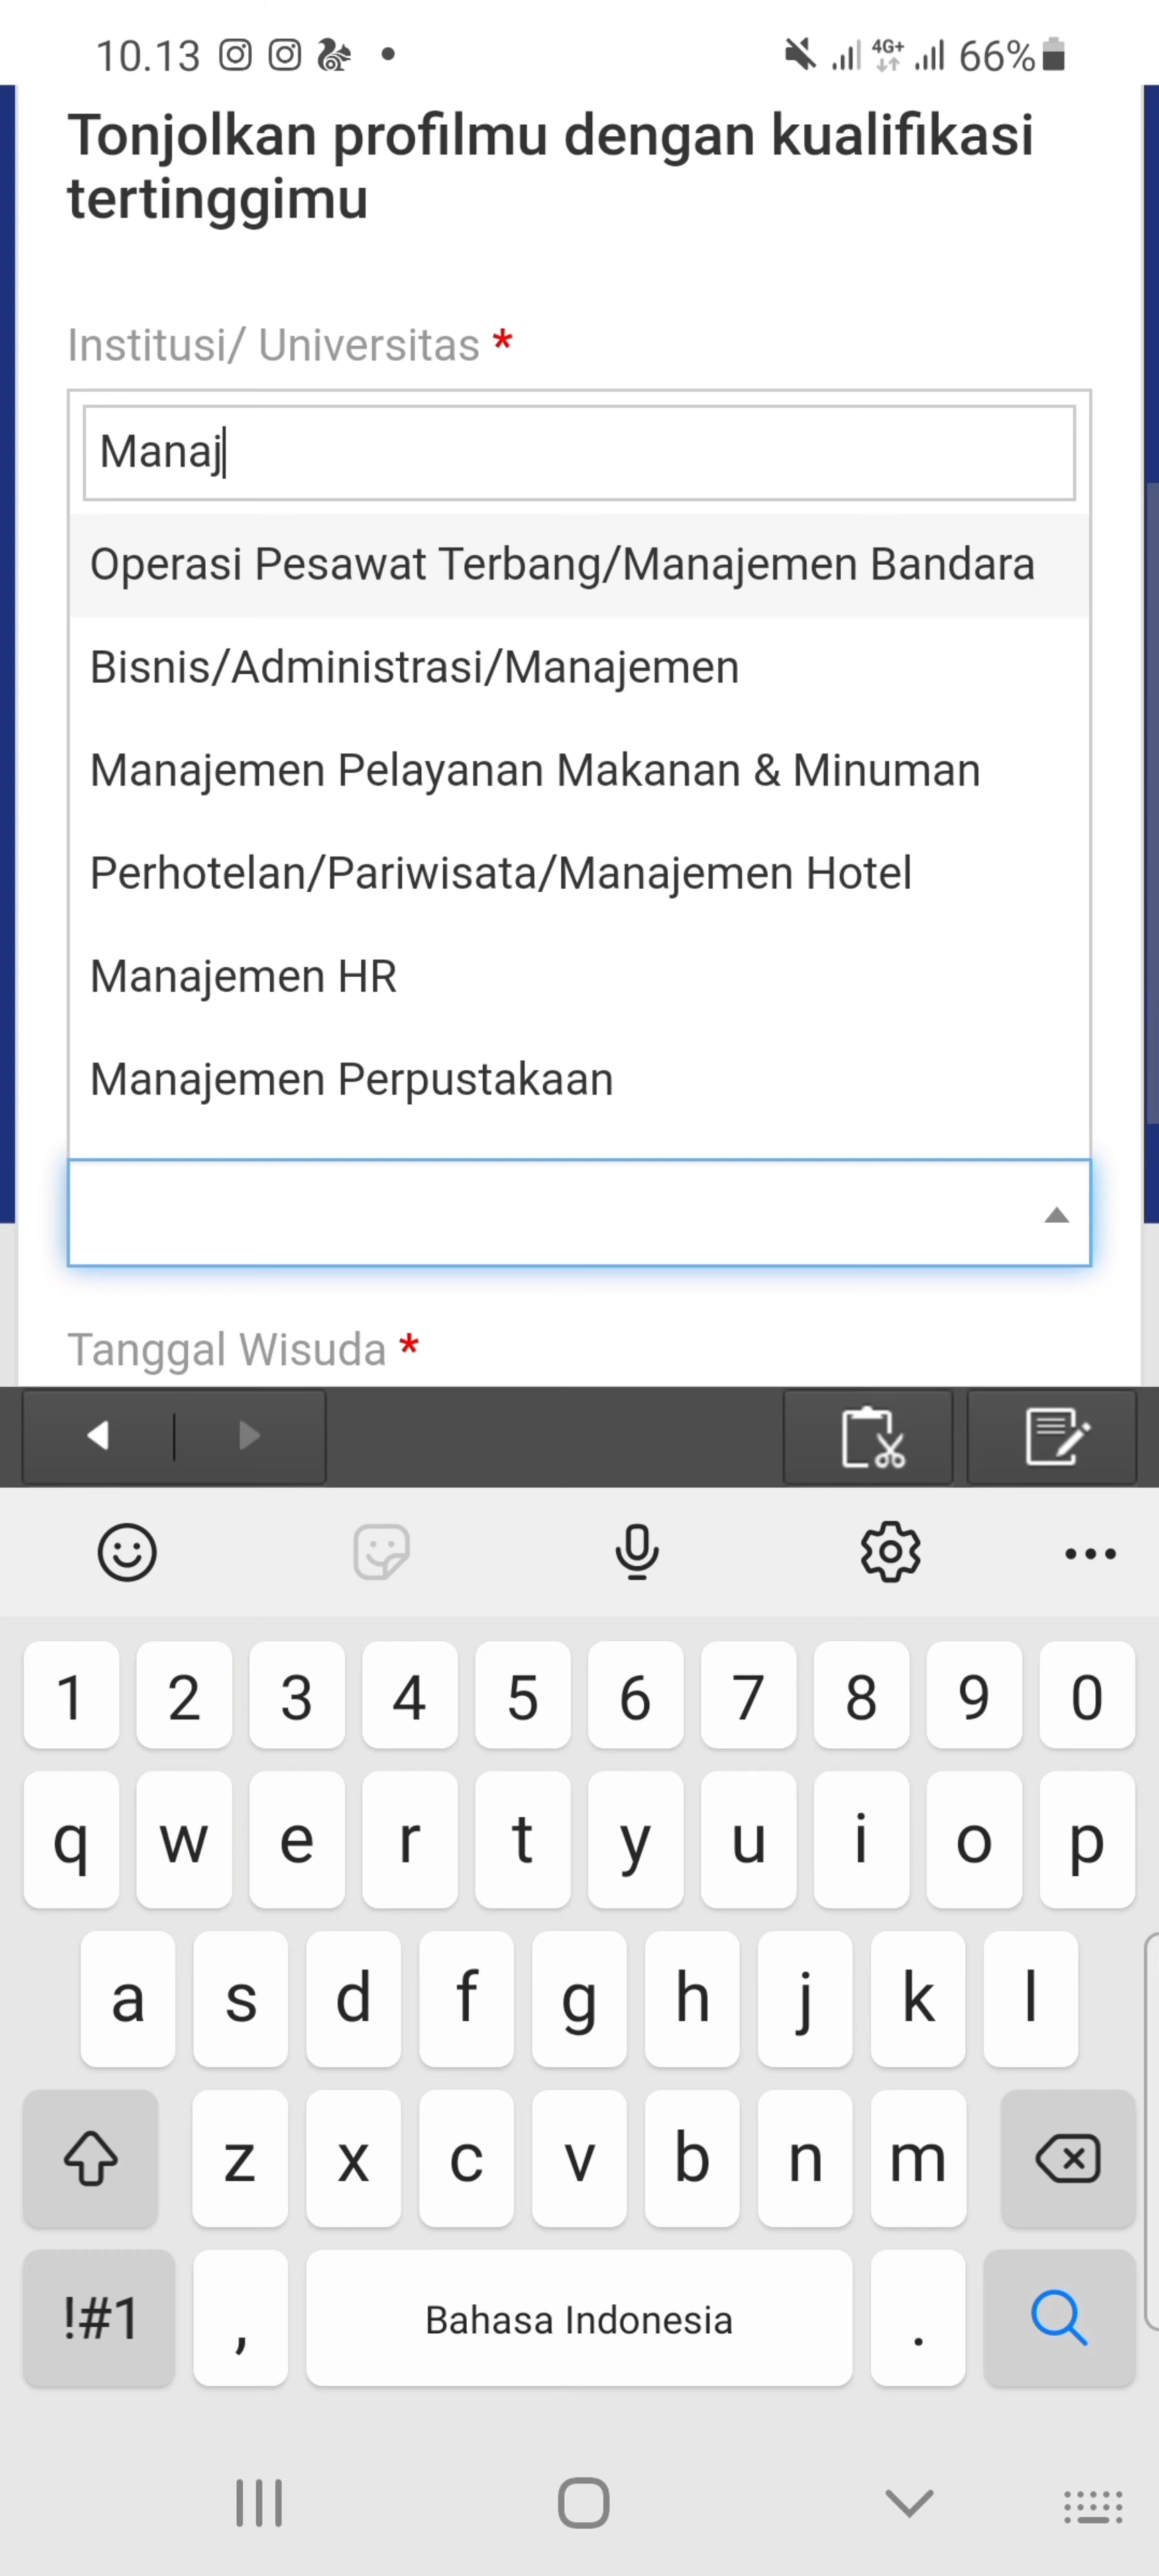 10.13
4G+
66%
Tonjolkan profilmu dengan kualifikasi
tertinggimu
Institusi/ Universitas *
Manaj
Operasi Pesawat Terbang/Manajemen Bandara
Bisnis/Administrasi/Manajemen
Manajemen Pelayanan Makanan & Minuman
Perhotelan/Pariwisata/Manajemen Hotel
Manajemen HR
Manajemen Perpustakaan
Tanggal Wisuda *
1 2 3 4 5 6 7 8 9 0
q w e r t y u i o p
a s d f g h j k l
z x c v b n m
!#1 , Bahasa Indonesia .